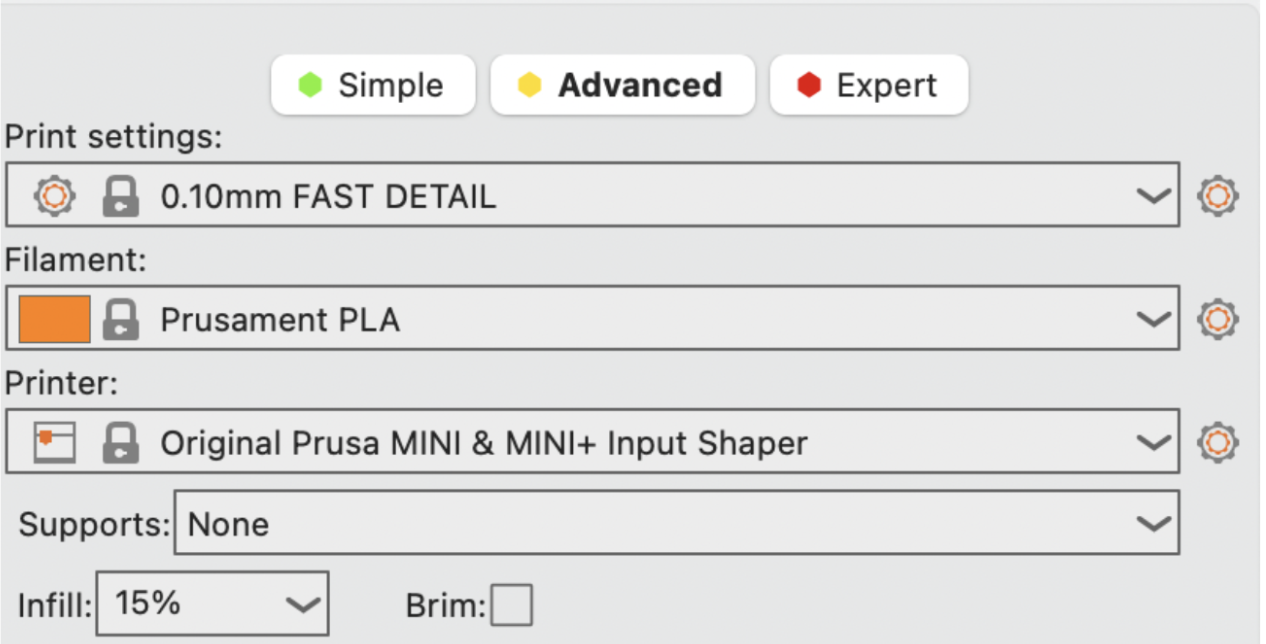 Simple Advanced Expert
Print settings:
0.10mm FAST DETAIL
Filament:
Prusament PLA
Printer:
Original Prusa MINI & MINI+ Input Shaper
Supports: None
Infill: 15% Brim: